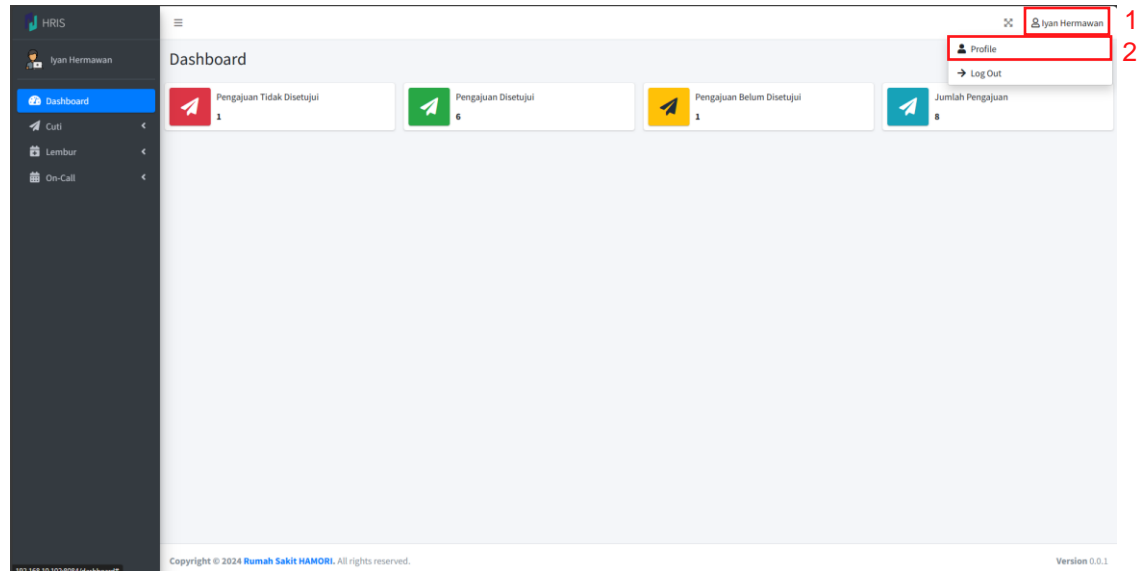 HRIS
Iyan Hermawan
1
Iyan Hermawan
Profile
2
Log Out
Dashboard
Dashboard
Cuti
Lembur
On-Call
Pengajuan Tidak Disetujui
1
Pengajuan Disetujui
6
Pengajuan Belum Disetujui
1
Jumlah Pengajuan
8
Copyright © 2024 Rumah Sakit HAMORI. All rights reserved.
Version 0.0.1